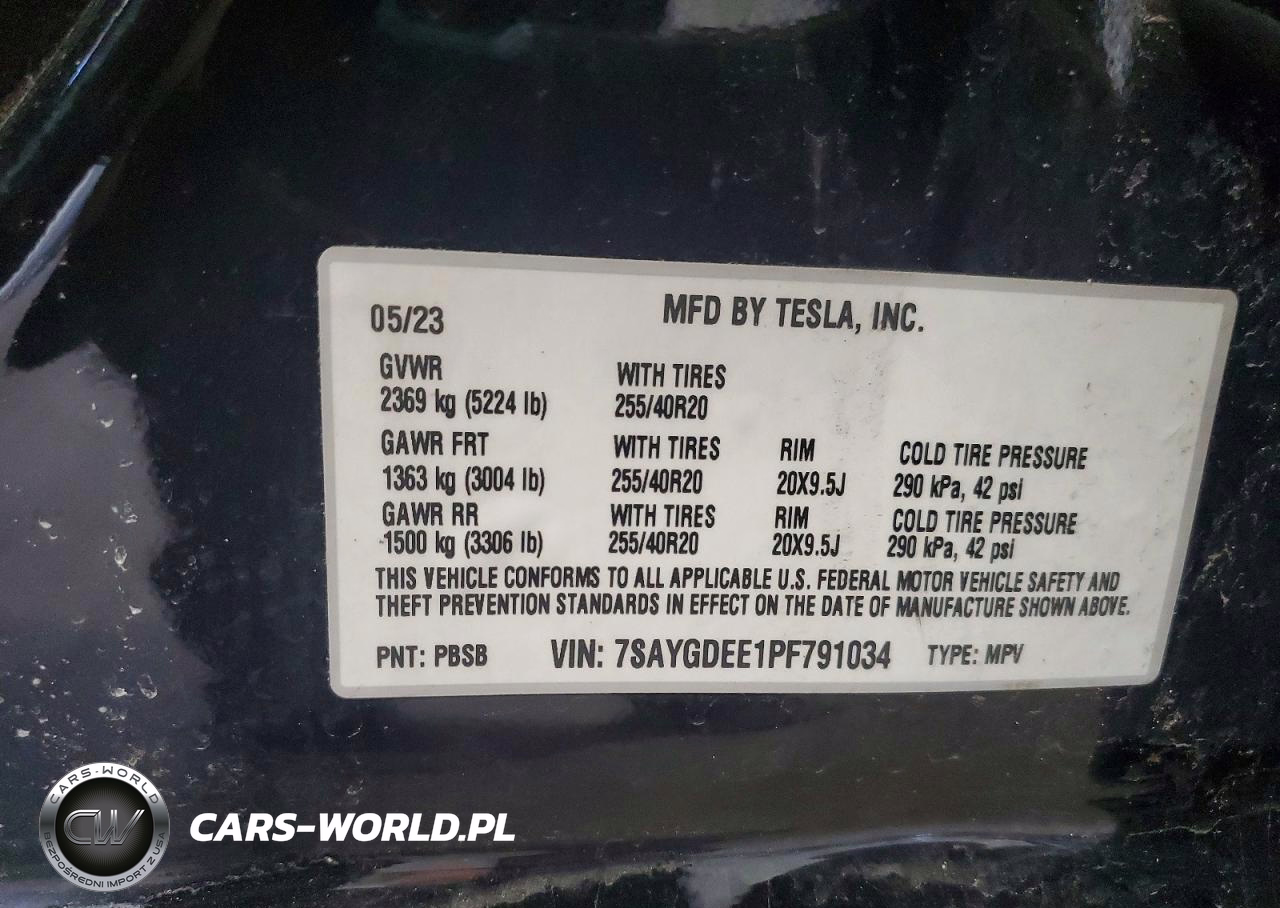 05/23 MFD BY TESLA, INC.
GVWR WITH TIRES
2369 kg (5224 lb) 255/40R20
GAWR FRT WITH TIRES RIM COLD TIRE PRESSURE
1363 kg (3004 lb) 255/40R20 20X9.5J 290 kPa, 42 psi
GAWR RR WITH TIRES RIM COLD TIRE PRESSURE
1500 kg (3306 lb) 255/40R20 20X9.5J 290 kPa, 42 psi
THIS VEHICLE CONFORMS TO ALL APPLICABLE U.S. FEDERAL MOTOR VEHICLE SAFETY AND
THEFT PREVENTION STANDARDS IN EFFECT ON THE DATE OF MANUFACTURE SHOWN ABOVE.
PNT: PBSB VIN: 7SAYGDEE1PF791034 TYPE: MPV
CARS-WORLD
CW
BEZPOŚREDNI IMPORT Z USA
CARS-WORLD.PL